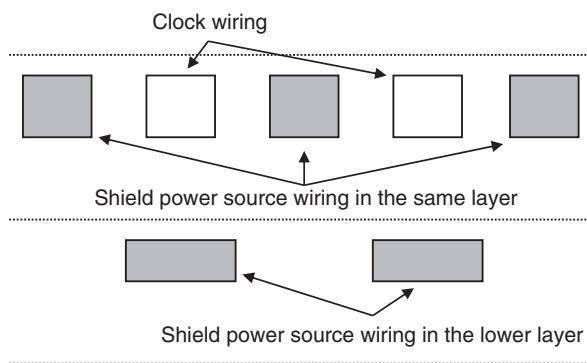 Clock wiring
Shield power source wiring in the same layer
Shield power source wiring in the lower layer